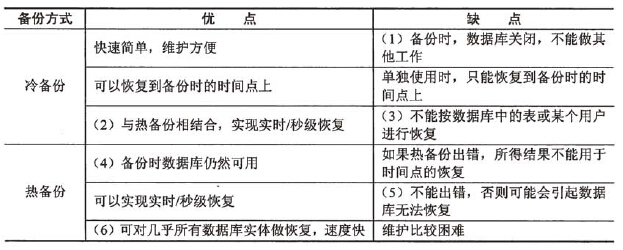 备份方式 优 点 缺 点
冷备份
快速简单，维护方便
（1）备份时，数据库关闭，不能做其
他工作
可以恢复到备份时的时间点上
单独使用时，只能恢复到备份时的时
间点上
（2）与热备份相结合，实现实时/秒级恢复
（3）不能按数据库中的表或某个用户
进行恢复
热备份
（4）备份时数据库仍然可用
如果热备份出错，所得结果不能用于
时间点的恢复
可以实现实时/秒级恢复
（5）不能出错，否则可能会引起数据
库无法恢复
（6）可对几乎所有数据库实体做恢复，速度快
维护比较困难